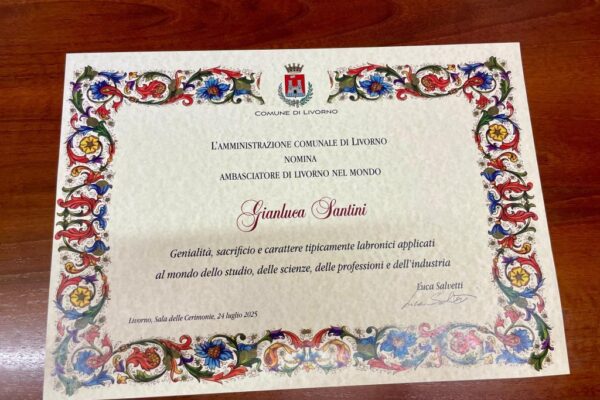 COMUNE DI LIVORNO
L'AMMINISTRAZIONE COMUNALE DI LIVORNO
NOMINA
AMBASCIATORE DI LIVORNO NEL MONDO
Gianluca Santini
Genialità, sacrificio e carattere tipicamente labronici applicati
al mondo dello studio, delle scienze, delle professioni e dell'industria
Luca Salvetti
Livorno, Sala delle Cerimonie, 24 luglio 2025